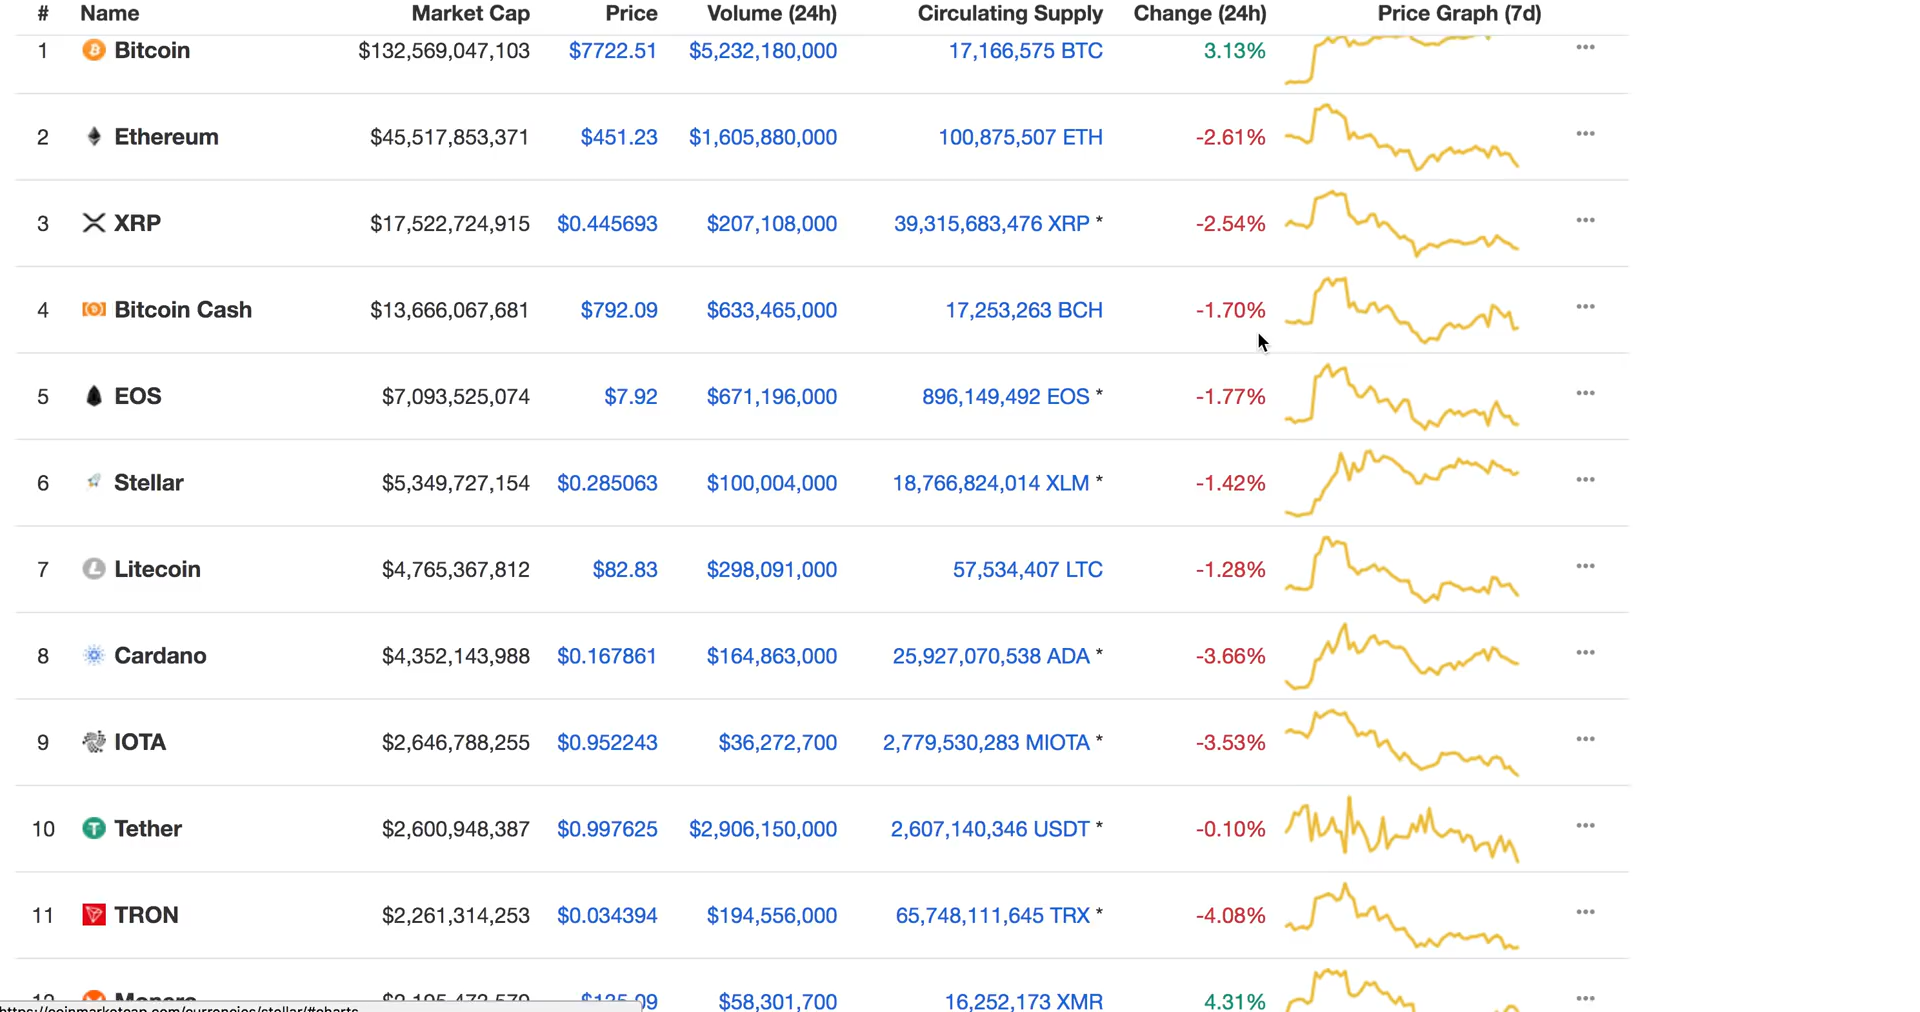 # Name Market Cap Price Volume (24h) Circulating Supply Change (24h) Price Graph (7d)
1 Bitcoin $132,569,047,103 $7722.51 $5,232,180,000 17,166,575 BTC 3.13%
2 Ethereum $45,517,853,371 $451.23 $1,605,880,000 100,875,507 ETH -2.61%
3 XRP $17,522,724,915 $0.445693 $207,108,000 39,315,683,476 XRP * -2.54%
4 Bitcoin Cash $13,666,067,681 $792.09 $633,465,000 17,253,263 BCH -1.70%
5 EOS $7,093,525,074 $7.92 $671,196,000 896,149,492 EOS * -1.77%
6 Stellar $5,349,727,154 $0.285063 $100,004,000 18,766,824,014 XLM * -1.42%
7 Litecoin $4,765,367,812 $82.83 $298,091,000 57,534,407 LTC -1.28%
8 Cardano $4,352,143,988 $0.167861 $164,863,000 25,927,070,538 ADA * -3.66%
9 IOTA $2,646,788,255 $0.952243 $36,272,700 2,779,530,283 MIOTA * -3.53%
10 Tether $2,600,948,387 $0.997625 $2,906,150,000 2,607,140,346 USDT * -0.10%
11 TRON $2,261,314,253 $0.034394 $194,556,000 65,748,111,645 TRX * -4.08%
12 Monero $58,301,700 16,252,173 XMR 4.31%
https://coinmarketcap.com/currencies/stellar/#charts